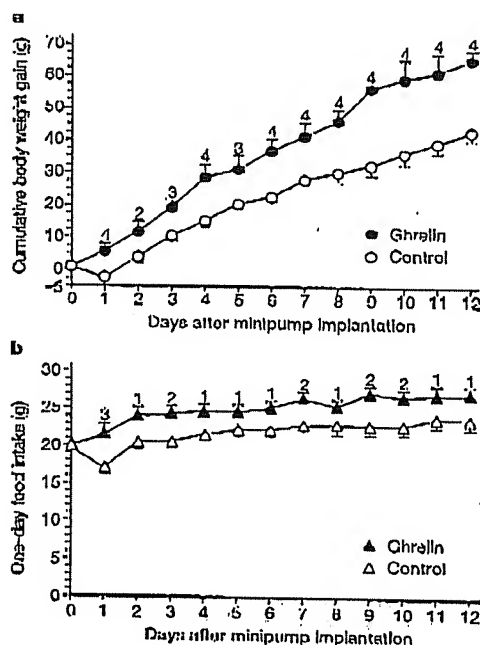 a
Cumulative body weight gain (g)
70
60
50
40
30
20
10
0
–5
4 2 3 4 3 4 4 4 4 4 4 4
Ghrelin
Control
0 1 2 3 4 5 6 7 8 9 10 11 12
Days after minipump implantation
b
One-day food intake (g)
30
25
20
15
10
5
0
3 1 2 1 1 1 2 1 2 2 1 1
Ghrelin
Control
0 1 2 3 4 5 6 7 8 9 10 11 12
Days after minipump implantation